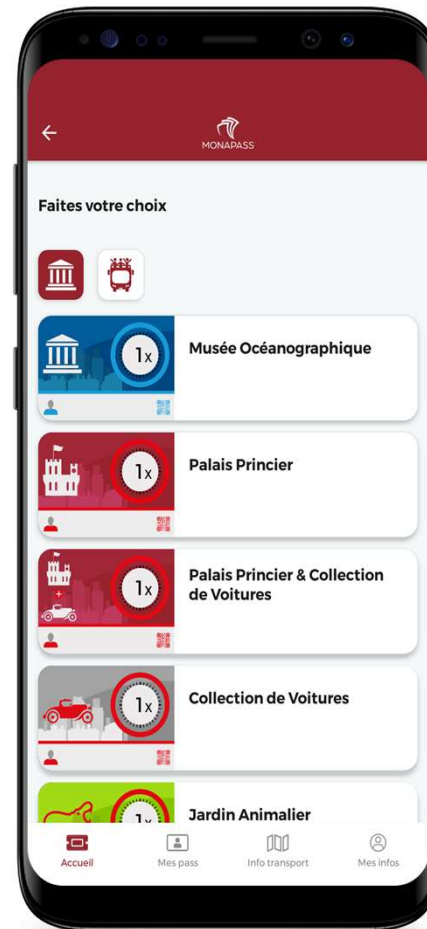 MONAPASS
Faites votre choix
1x
Musée Océanographique
1x
Palais Princier
1x
Palais Princier & Collection
de Voitures
1x
Collection de Voitures
1x
Jardin Animalier
Accueil
Mes pass
Info transport
Mes infos